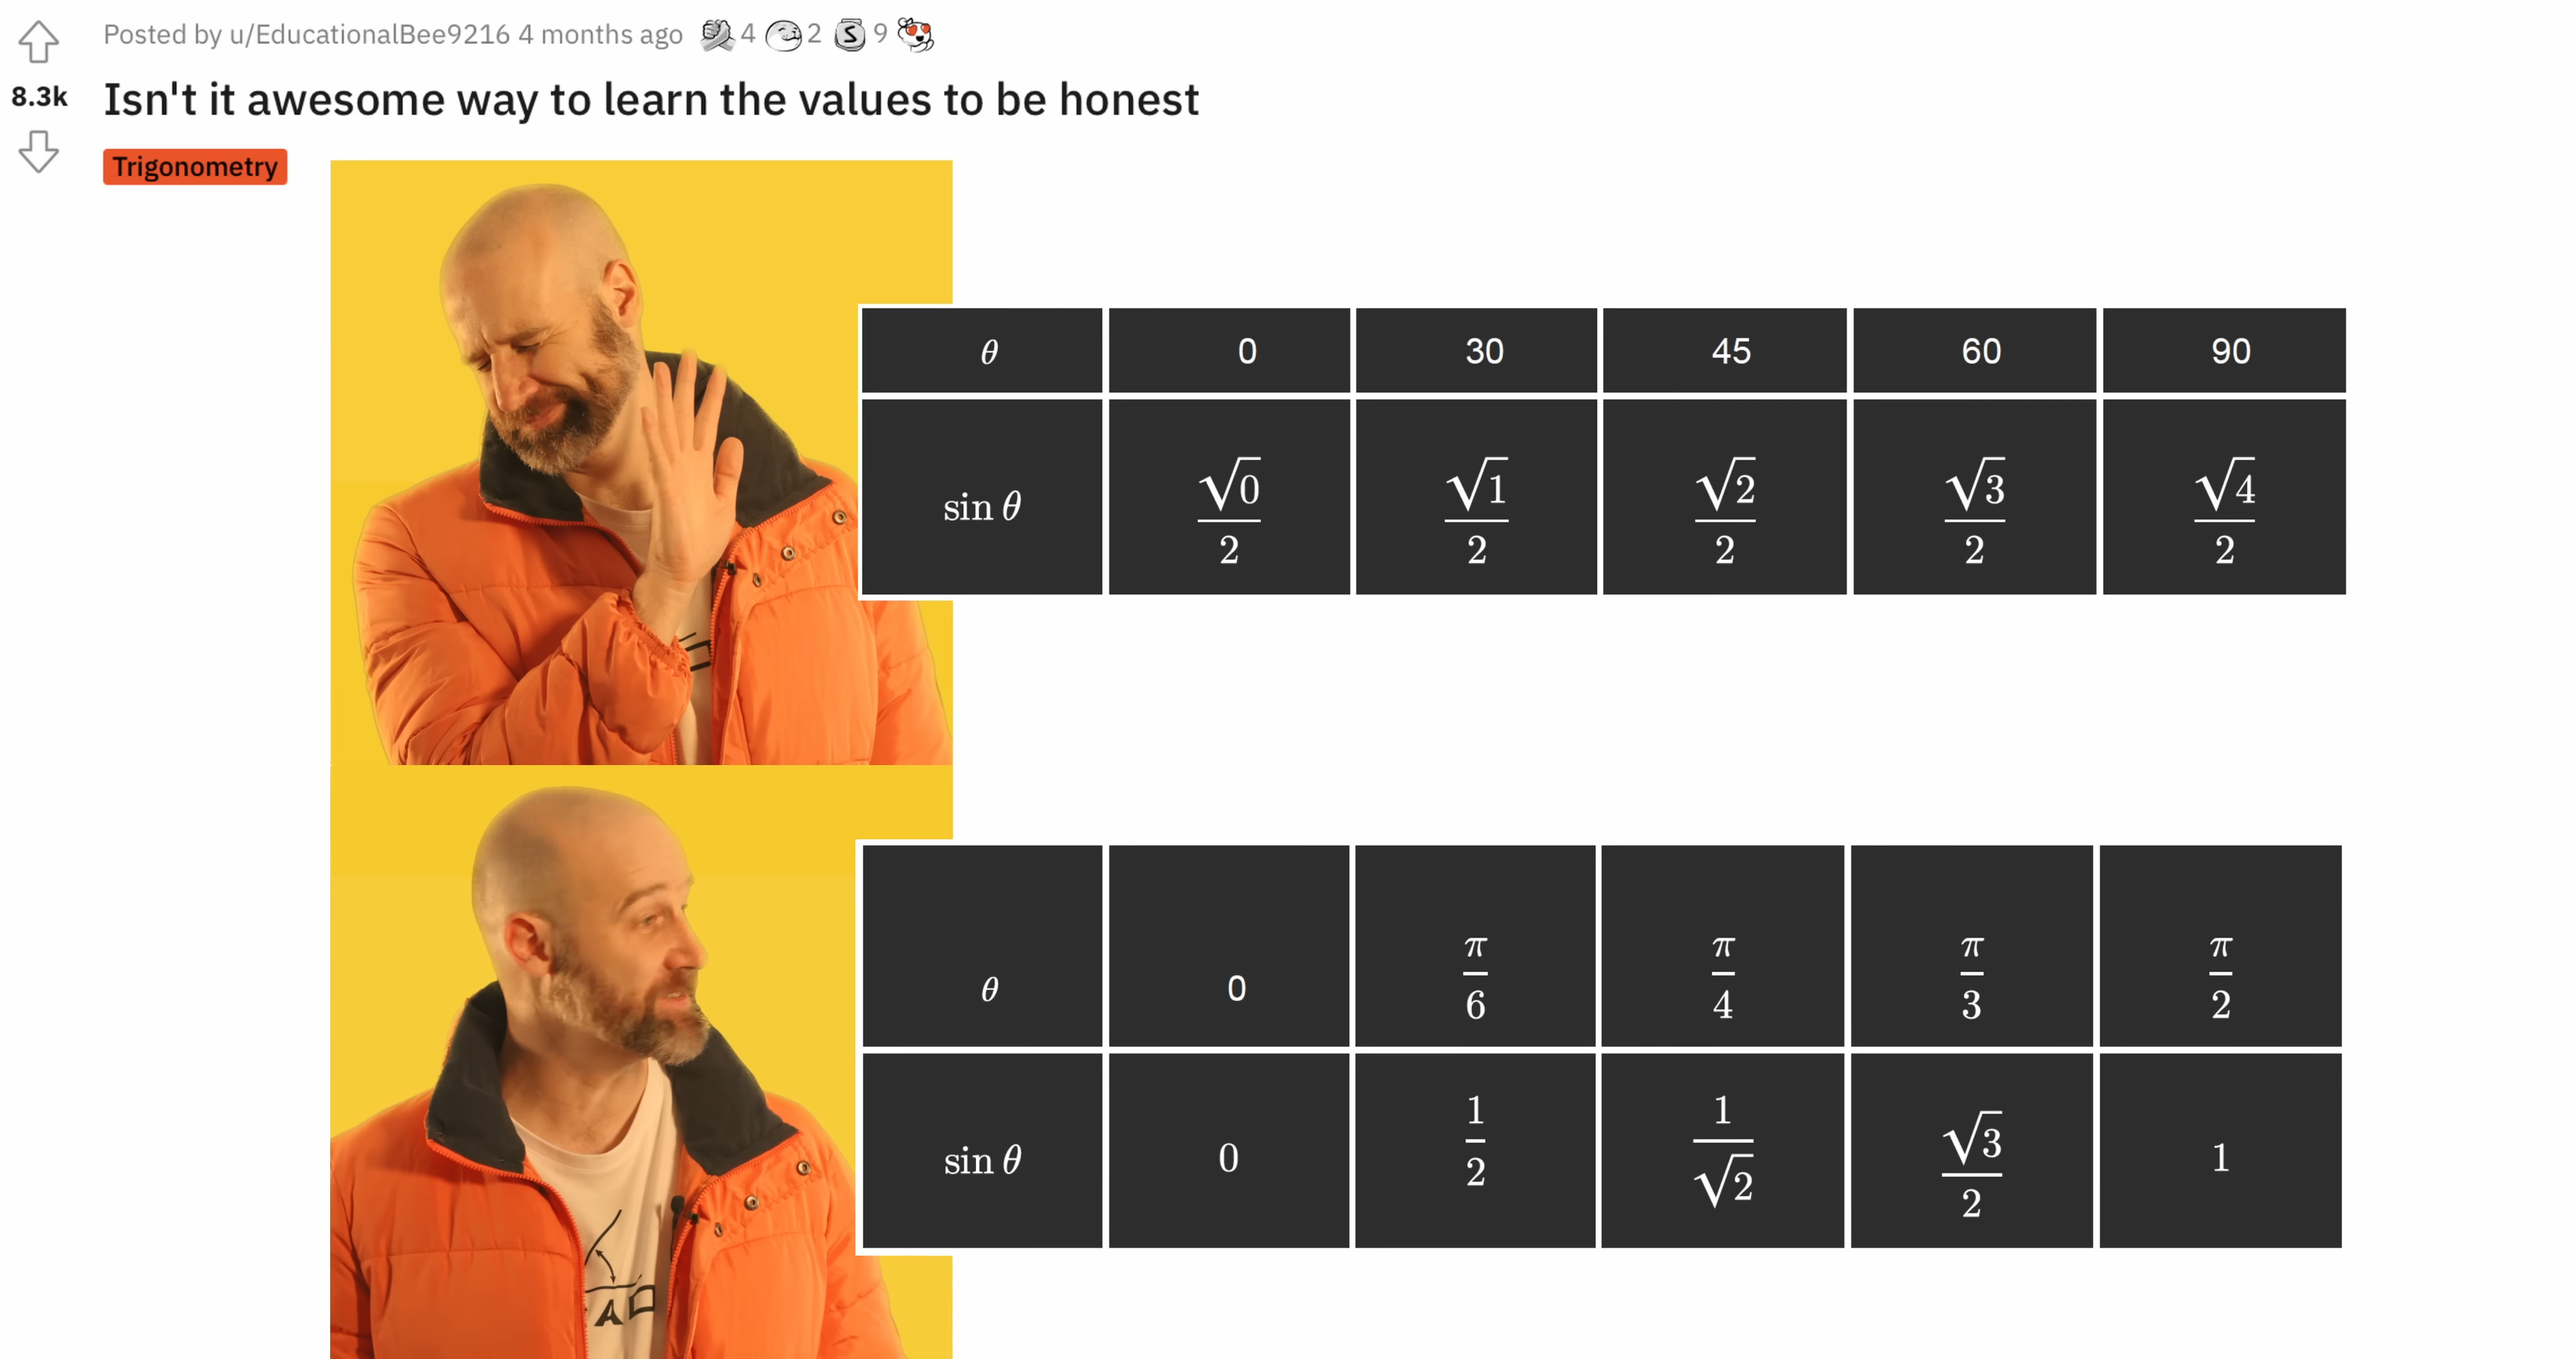 Posted by u/EducationalBee9216 4 months ago 4 2 S 9
8.3k
Isn't it awesome way to learn the values to be honest
Trigonometry
θ 0 30 45 60 90
sin θ √0/2 √1/2 √2/2 √3/2 √4/2
θ 0 π/6 π/4 π/3 π/2
sin θ 0 1/2 1/√2 √3/2 1